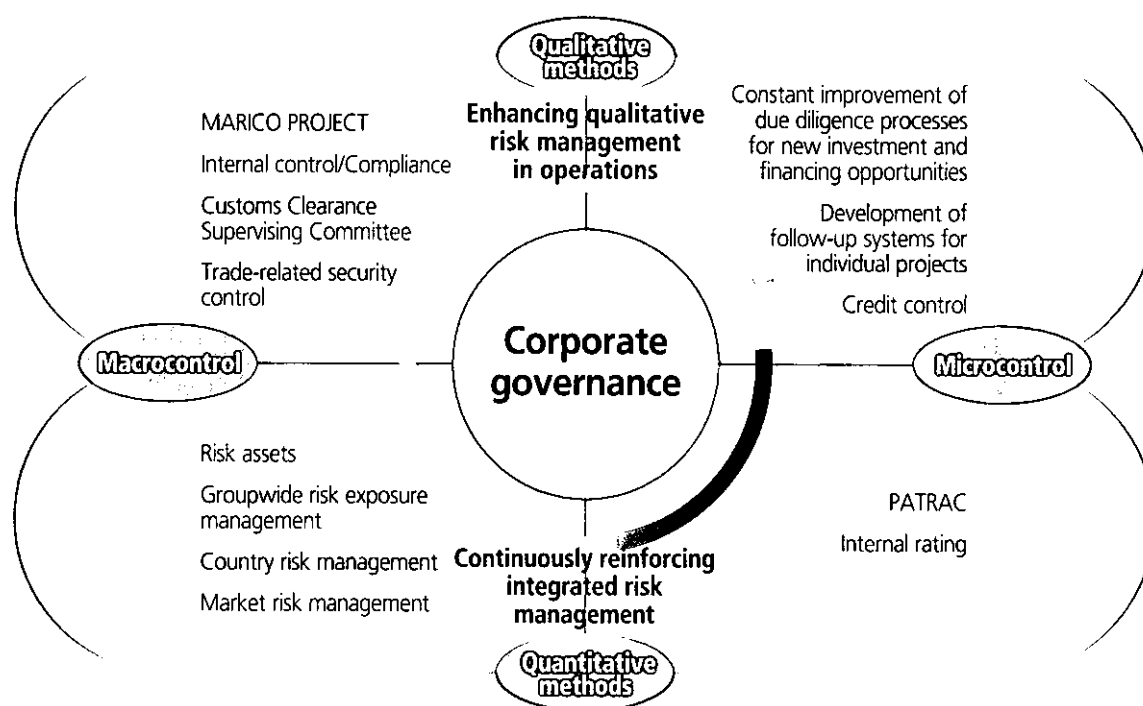 Qualitative
methods
Enhancing qualitative
risk management
in operations
MARICO PROJECT
Internal control/Compliance
Customs Clearance
Supervising Committee
Trade-related security
control
Constant improvement of
due diligence processes
for new investment and
financing opportunities
Development of
follow-up systems for
individual projects
Credit control
Macrocontrol
Corporate
governance
Microcontrol
Risk assets
Groupwide risk exposure
management
Country risk management
Market risk management
Continuously reinforcing
integrated risk
management
PATRAC
Internal rating
Quantitative
methods